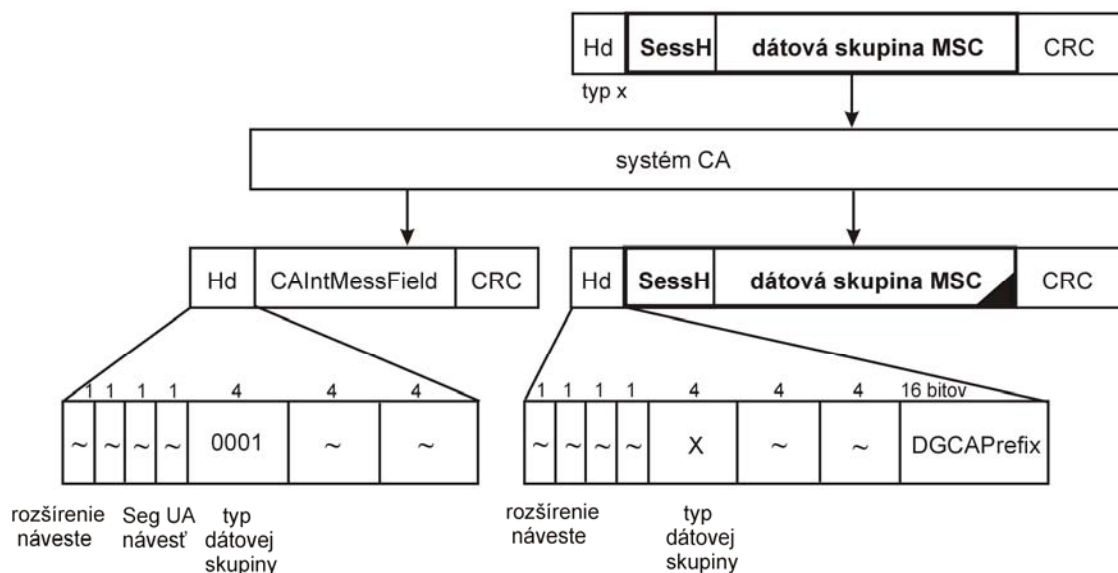 Hd SessH dátová skupina MSC CRC
typ x
systém CA
Hd CAIntMessField CRC
Hd SessH dátová skupina MSC CRC
1 1 1 1 4 4 4
~ ~ ~ ~ 0001 ~ ~
rozšírenie náveste
Seg UA návesť
typ dátovej skupiny
1 1 1 1 4 4 4 16 bitov
~ ~ ~ ~ X ~ ~ DGCAPrefix
rozšírenie náveste
typ dátovej skupiny